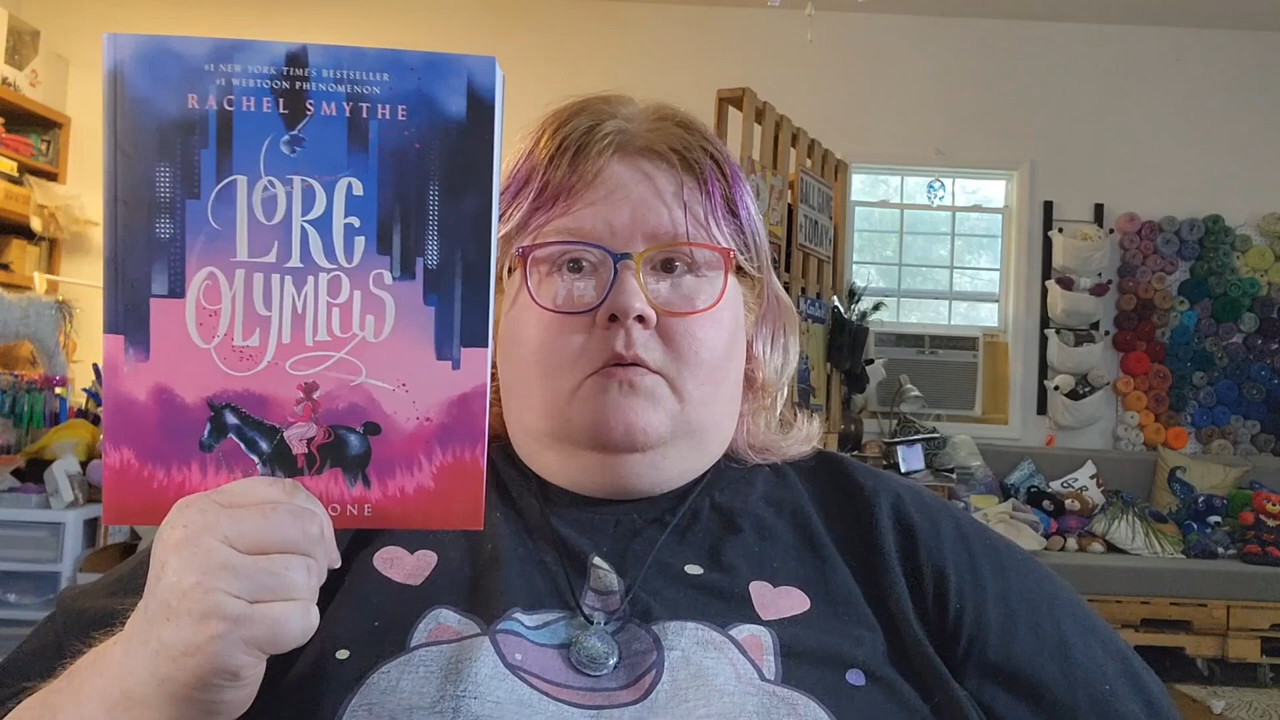 #1 NEW YORK TIMES BESTSELLER
#1 WEBTOON PHENOMENON
RACHEL SMYTHE
LORE
OLYMPUS
ONE
BALL GAME
TODAY